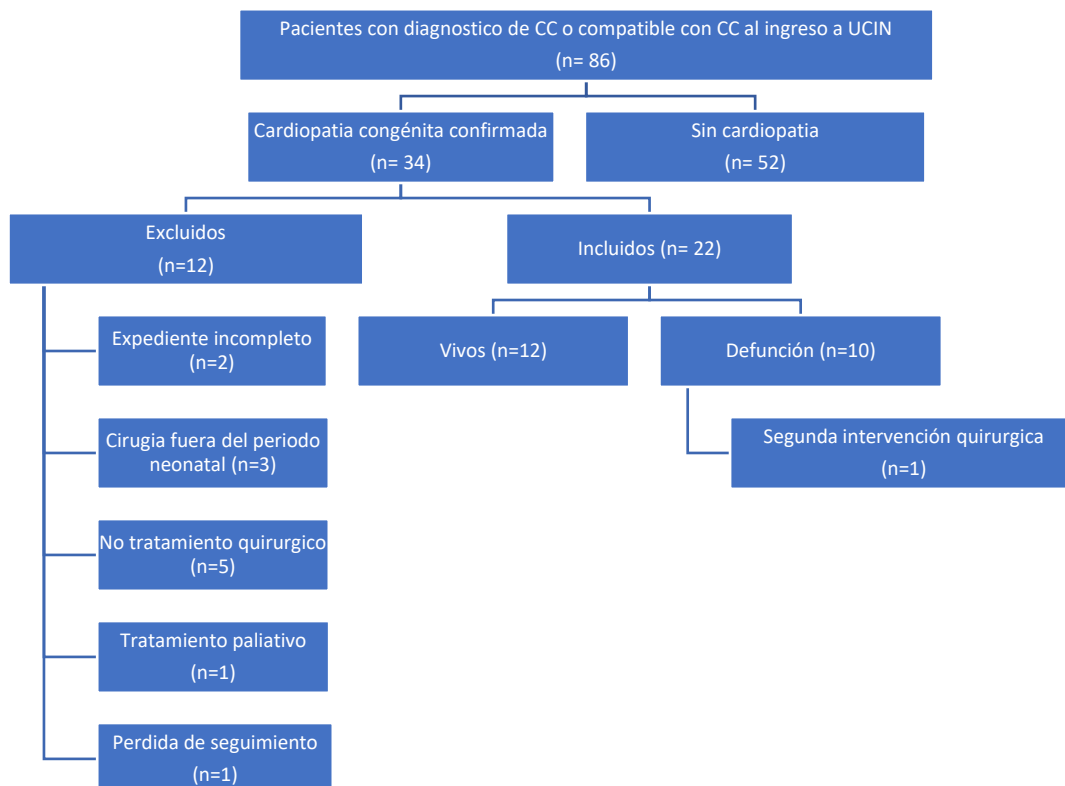 Pacientes con diagnostico de CC o compatible con CC al ingreso a UCIN
(n= 86)
Cardiopatia congénita confirmada
(n= 34)
Sin cardiopatia
(n= 52)
Excluidos
(n=12)
Incluidos (n= 22)
Expediente incompleto
(n=2)
Vivos (n=12)
Defunción (n=10)
Cirugia fuera del periodo
neonatal (n=3)
Segunda intervención quirurgica
(n=1)
No tratamiento quirurgico
(n=5)
Tratamiento paliativo
(n=1)
Perdida de seguimiento
(n=1)